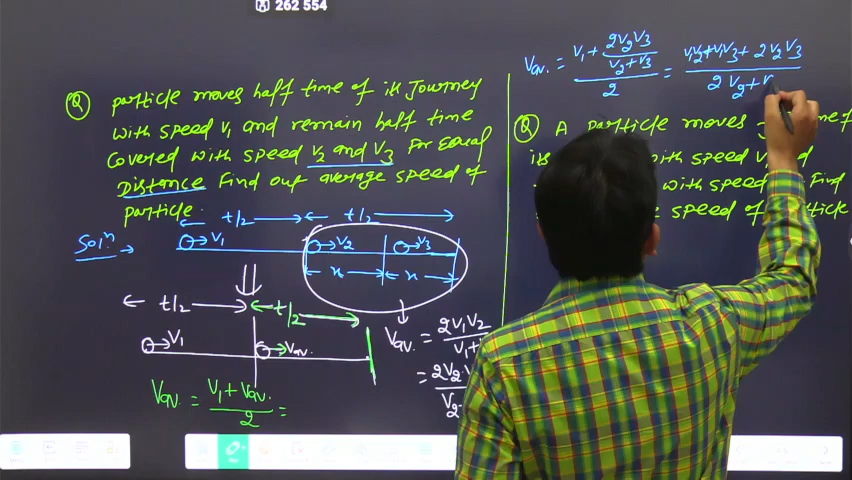 262 554
Q particle moves half time of its Journey
with speed v1 and remain half time
Covered with speed v2 and v3 for Equal
Distance Find out average speed of
particle.
Solⁿ →
t/2 t/2
v1 v2 v3
x x
t/2 t/2
V1 Vav.
Vav. = V1 + Vav. / 2 =
Vav. = 2V1V2 / V1+
= 2V2 / V2
Vav. = V1 + 2V2V3 / V2+V3 / 2 = V1V2+V1V3 + 2V2V3 / 2 V2+V
Q A particle moves
its with speed v
with speed Find
speed of particle